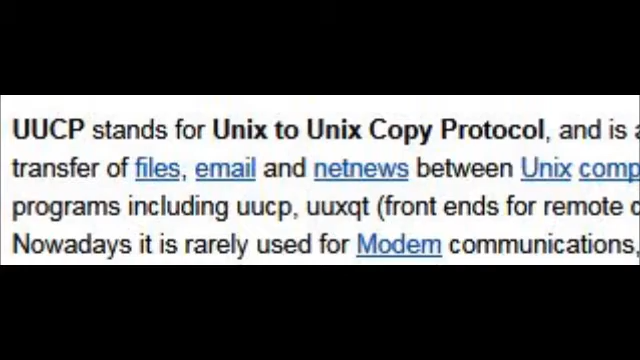 UUCP stands for Unix to Unix Copy Protocol, and is
transfer of files, email and netnews between Unix
programs including uucp, uuxqt (front ends for remote
Nowadays it is rarely used for Modem communications,